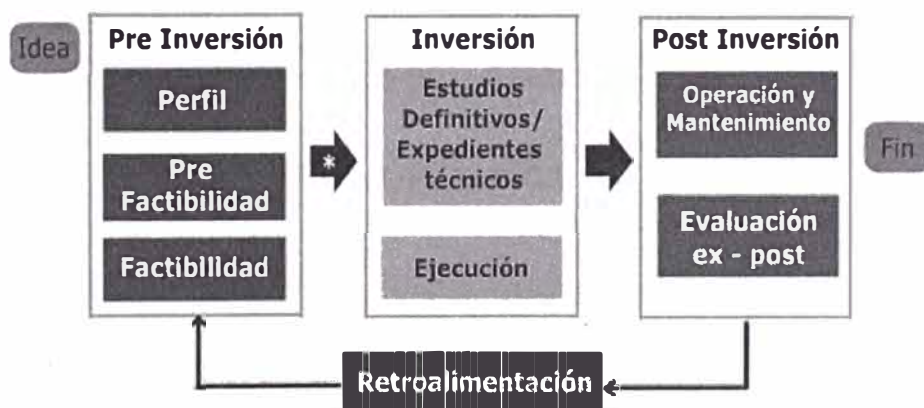 Idea
Pre Inversión
Perfil
Pre
Factibilidad
Factibilidad
*
Inversión
Estudios
Definitivos/
Expedientes
técnicos
Ejecución
Post Inversión
Operación y
Mantenimiento
Evaluación
ex - post
Fin
Retroalimentación